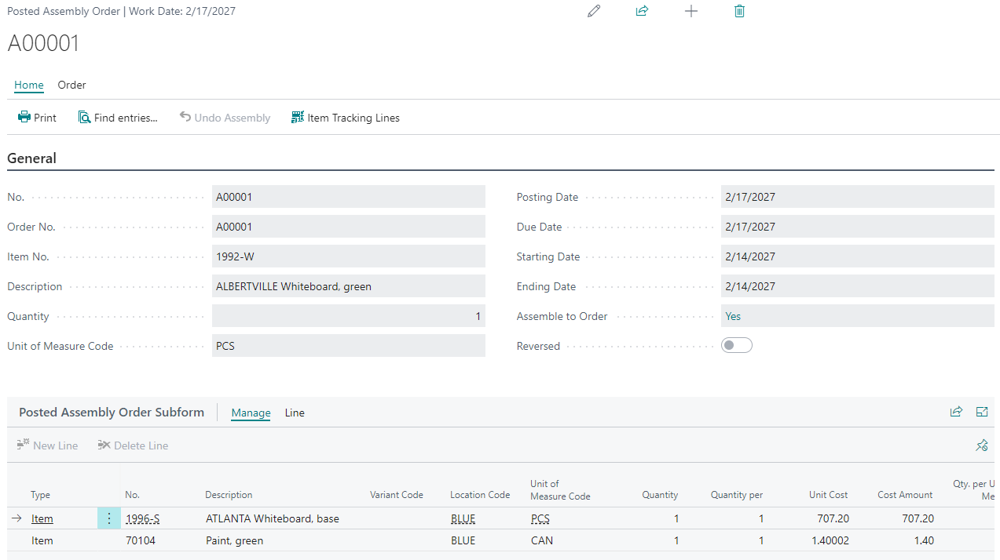 Posted Assembly Order | Work Date: 2/17/2027
A00001
Home Order
Print Find entries... Undo Assembly Item Tracking Lines
General
No. A00001 Posting Date 2/17/2027
Order No. A00001 Due Date 2/17/2027
Item No. 1992-W Starting Date 2/14/2027
Description ALBERTVILLE Whiteboard, green Ending Date 2/14/2027
Quantity 1 Assemble to Order Yes
Unit of Measure Code PCS Reversed
Posted Assembly Order Subform Manage Line
New Line Delete Line
Type No. Description Variant Code Location Code Unit of Measure Code Quantity Quantity per Unit Cost Cost Amount Qty. per U Me
Item 1996-S ATLANTA Whiteboard, base BLUE PCS 1 1 707.20 707.20
Item 70104 Paint, green BLUE CAN 1 1 1.40002 1.40